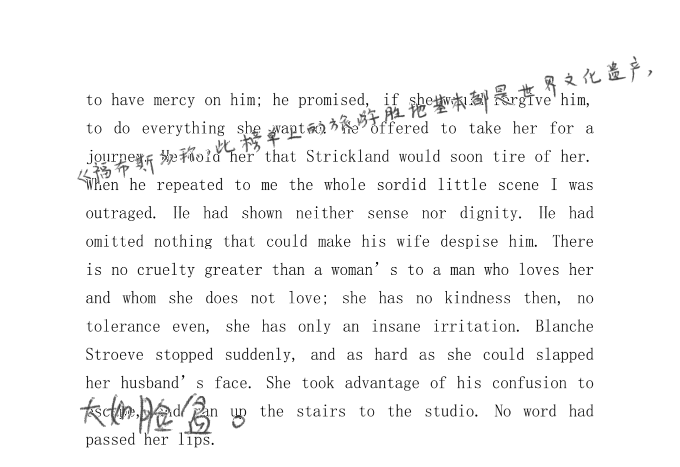 to have mercy on him; he promised, if she would forgive him,
to do everything she wanted. He offered to take her for a
journey. He told her that Strickland would soon tire of her.
When he repeated to me the whole sordid little scene I was
outraged. He had shown neither sense nor dignity. He had
omitted nothing that could make his wife despise him. There
is no cruelty greater than a woman’s to a man who loves her
and whom she does not love; she has no kindness then, no
tolerance even, she has only an insane irritation. Blanche
Stroeve stopped suddenly, and as hard as she could slapped
her husband’s face. She took advantage of his confusion to
escape, and ran up the stairs to the studio. No word had
passed her lips.
《福布斯》称,此榜单上的旅游胜地基本都是世界文化遗产,
大如脸盆。